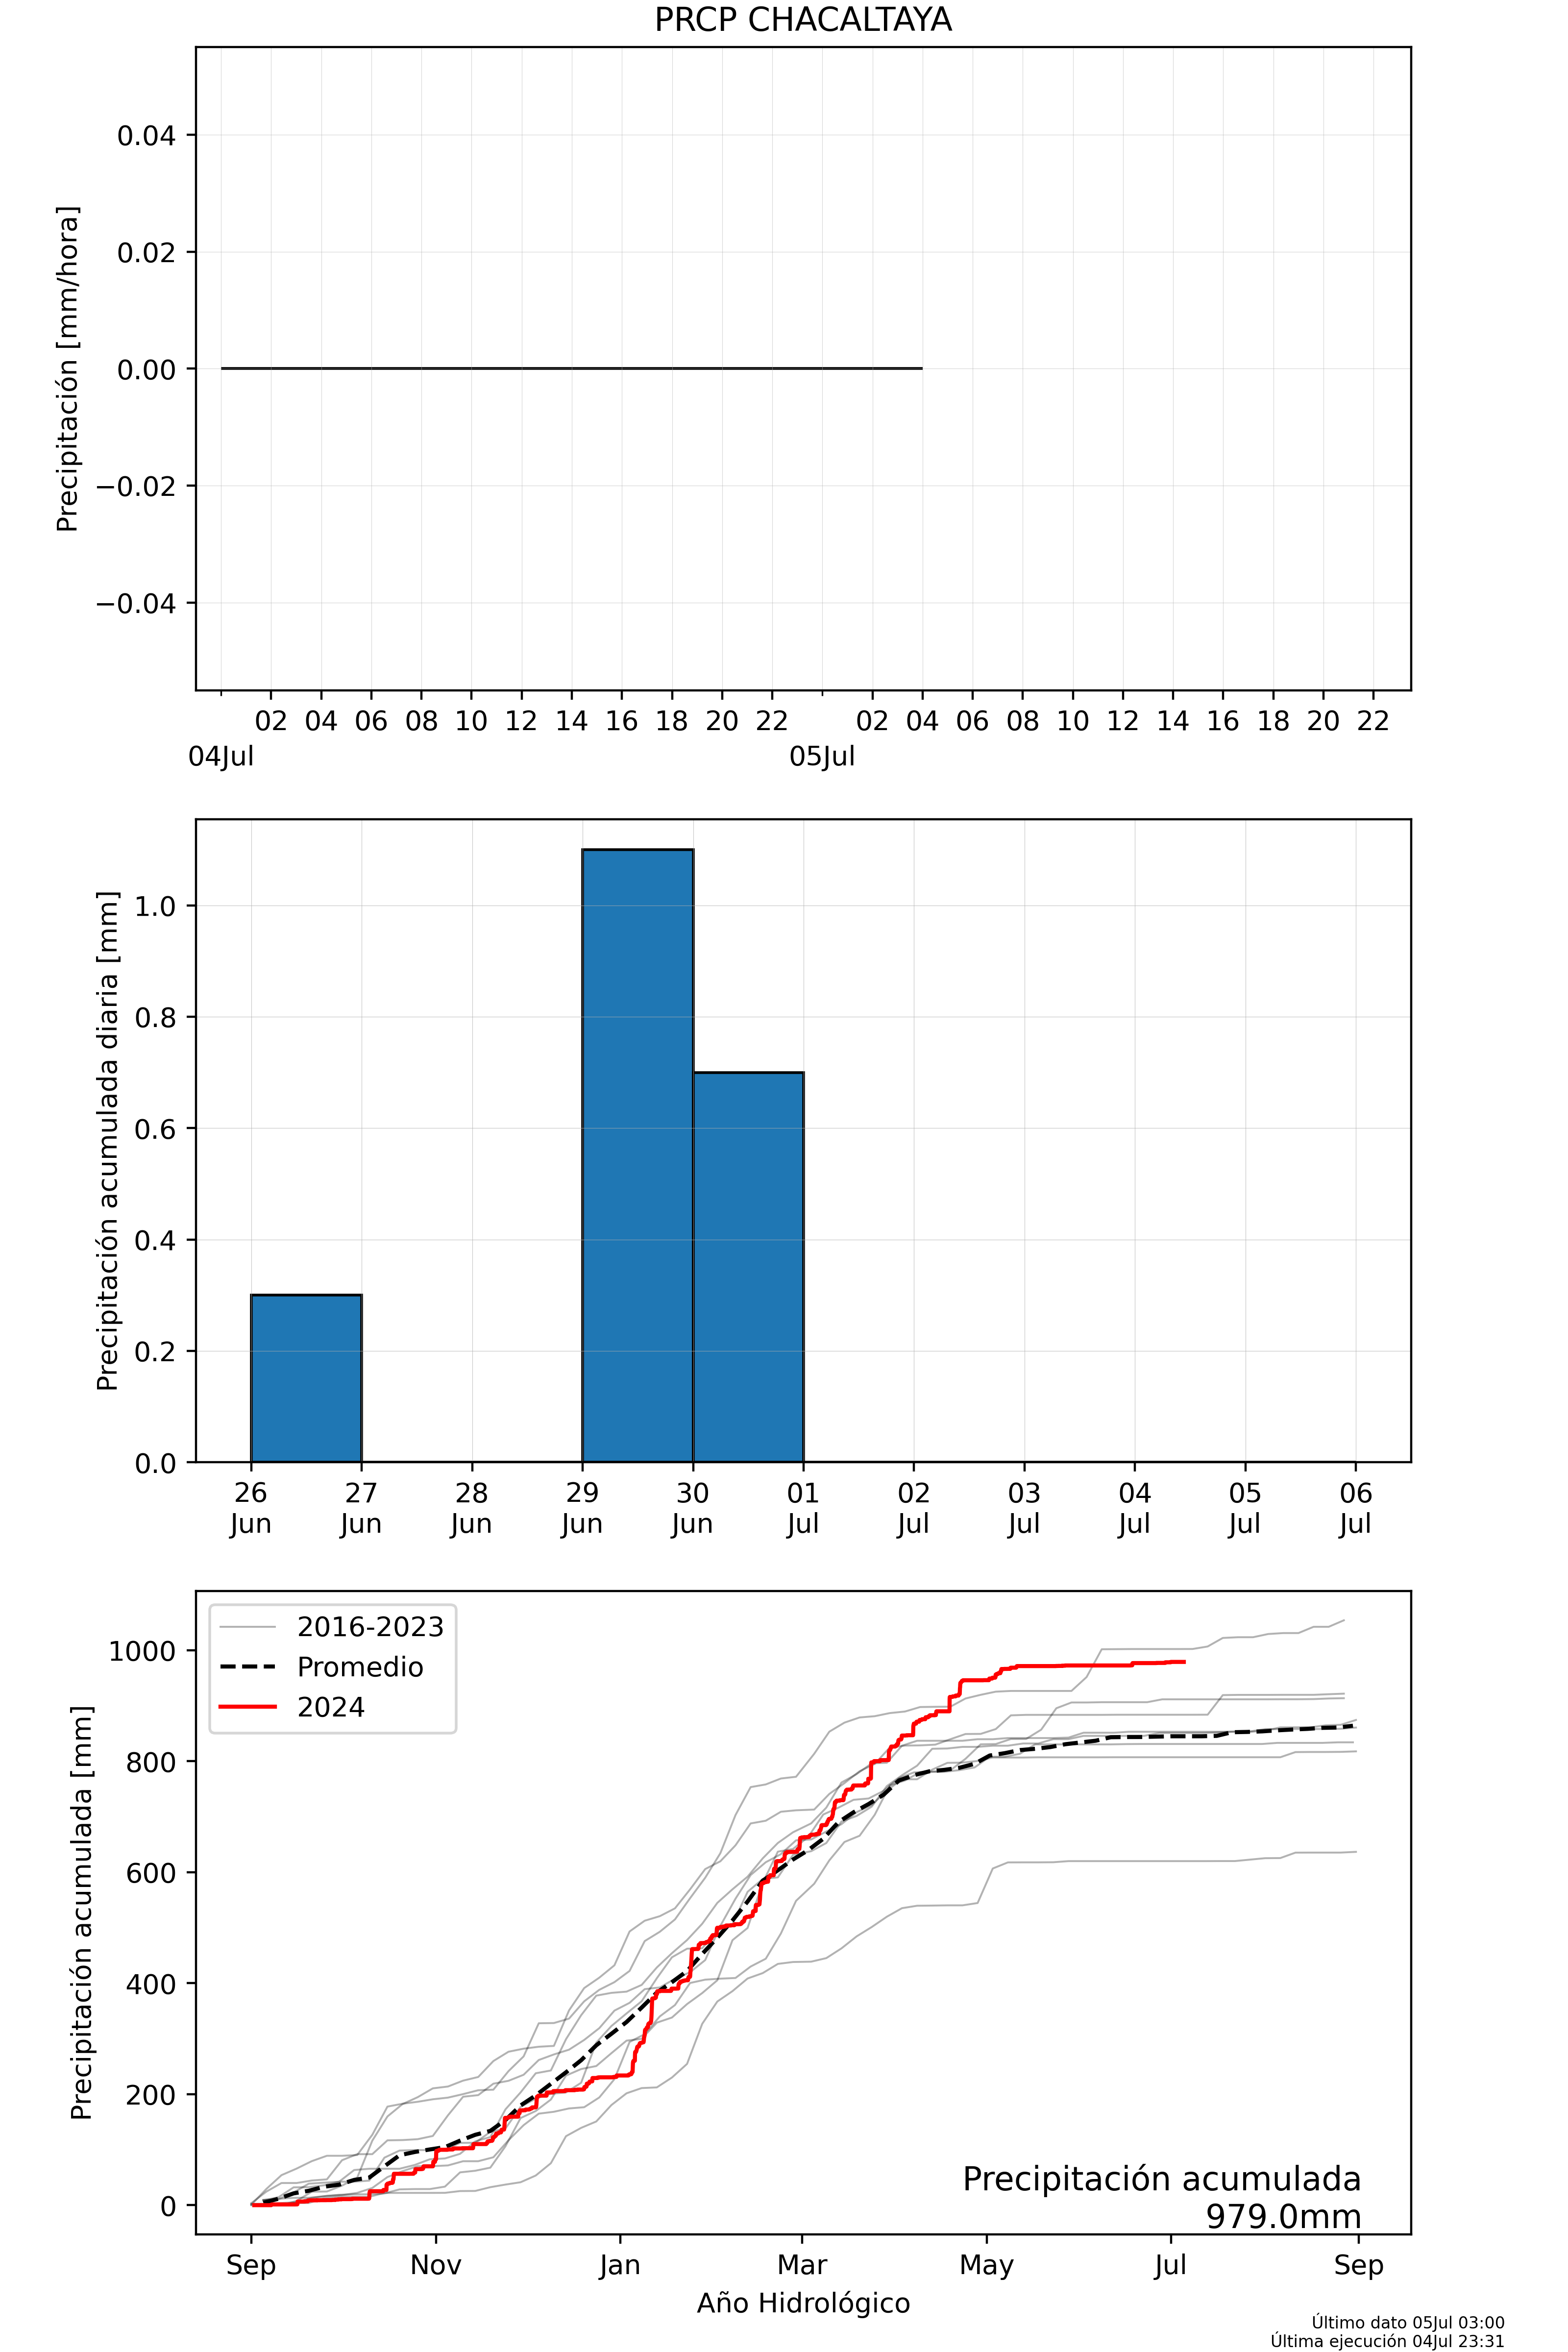 PRCP CHACALTAYA
Precipitación [mm/hora]
0.04
0.02
0.00
−0.02
−0.04
02 04 06 08 10 12 14 16 18 20 22 02 04 06 08 10 12 14 16 18 20 22
04Jul 05Jul
Precipitación acumulada diaria [mm]
1.0
0.8
0.6
0.4
0.2
0.0
26 27 28 29 30 01 02 03 04 05 06
Jun Jun Jun Jun Jun Jul Jul Jul Jul Jul Jul
Precipitación acumulada [mm]
2016-2023
Promedio
2024
1000
800
600
400
200
0
Precipitación acumulada
979.0mm
Sep Nov Jan Mar May Jul Sep
Año Hidrológico
Último dato 05Jul 03:00
Última ejecución 04Jul 23:31